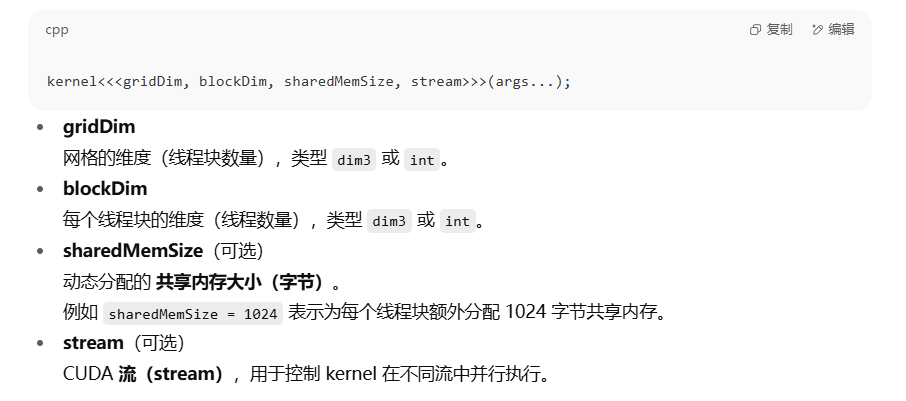 cpp
复制 编辑
kernel<<<gridDim, blockDim, sharedMemSize, stream>>>(args...);
gridDim
网格的维度（线程块数量），类型 dim3 或 int。
blockDim
每个线程块的维度（线程数量），类型 dim3 或 int。
sharedMemSize（可选）
动态分配的 共享内存大小（字节）。
例如 sharedMemSize = 1024 表示为每个线程块额外分配 1024 字节共享内存。
stream（可选）
CUDA 流（stream），用于控制 kernel 在不同流中并行执行。